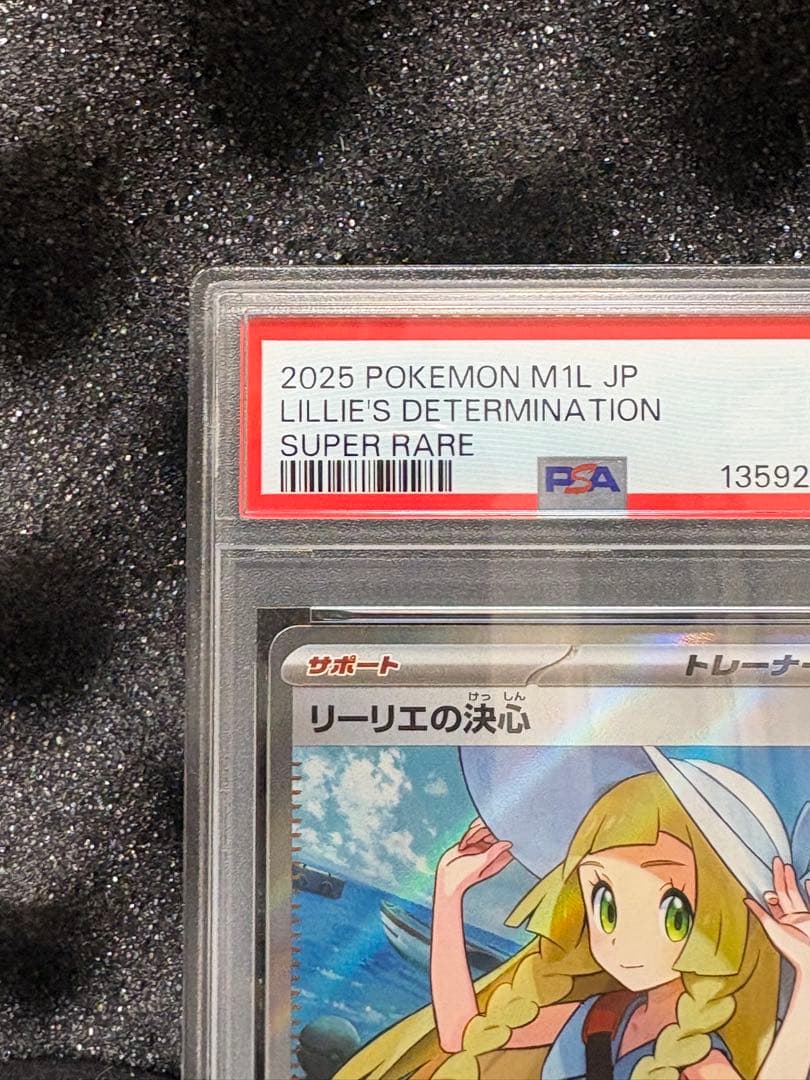 2025 POKEMON M1L JP
LILLIE'S DETERMINATION
SUPER RARE
PSA
13592
サポート
トレーナー
けっしん
リーリエの決心